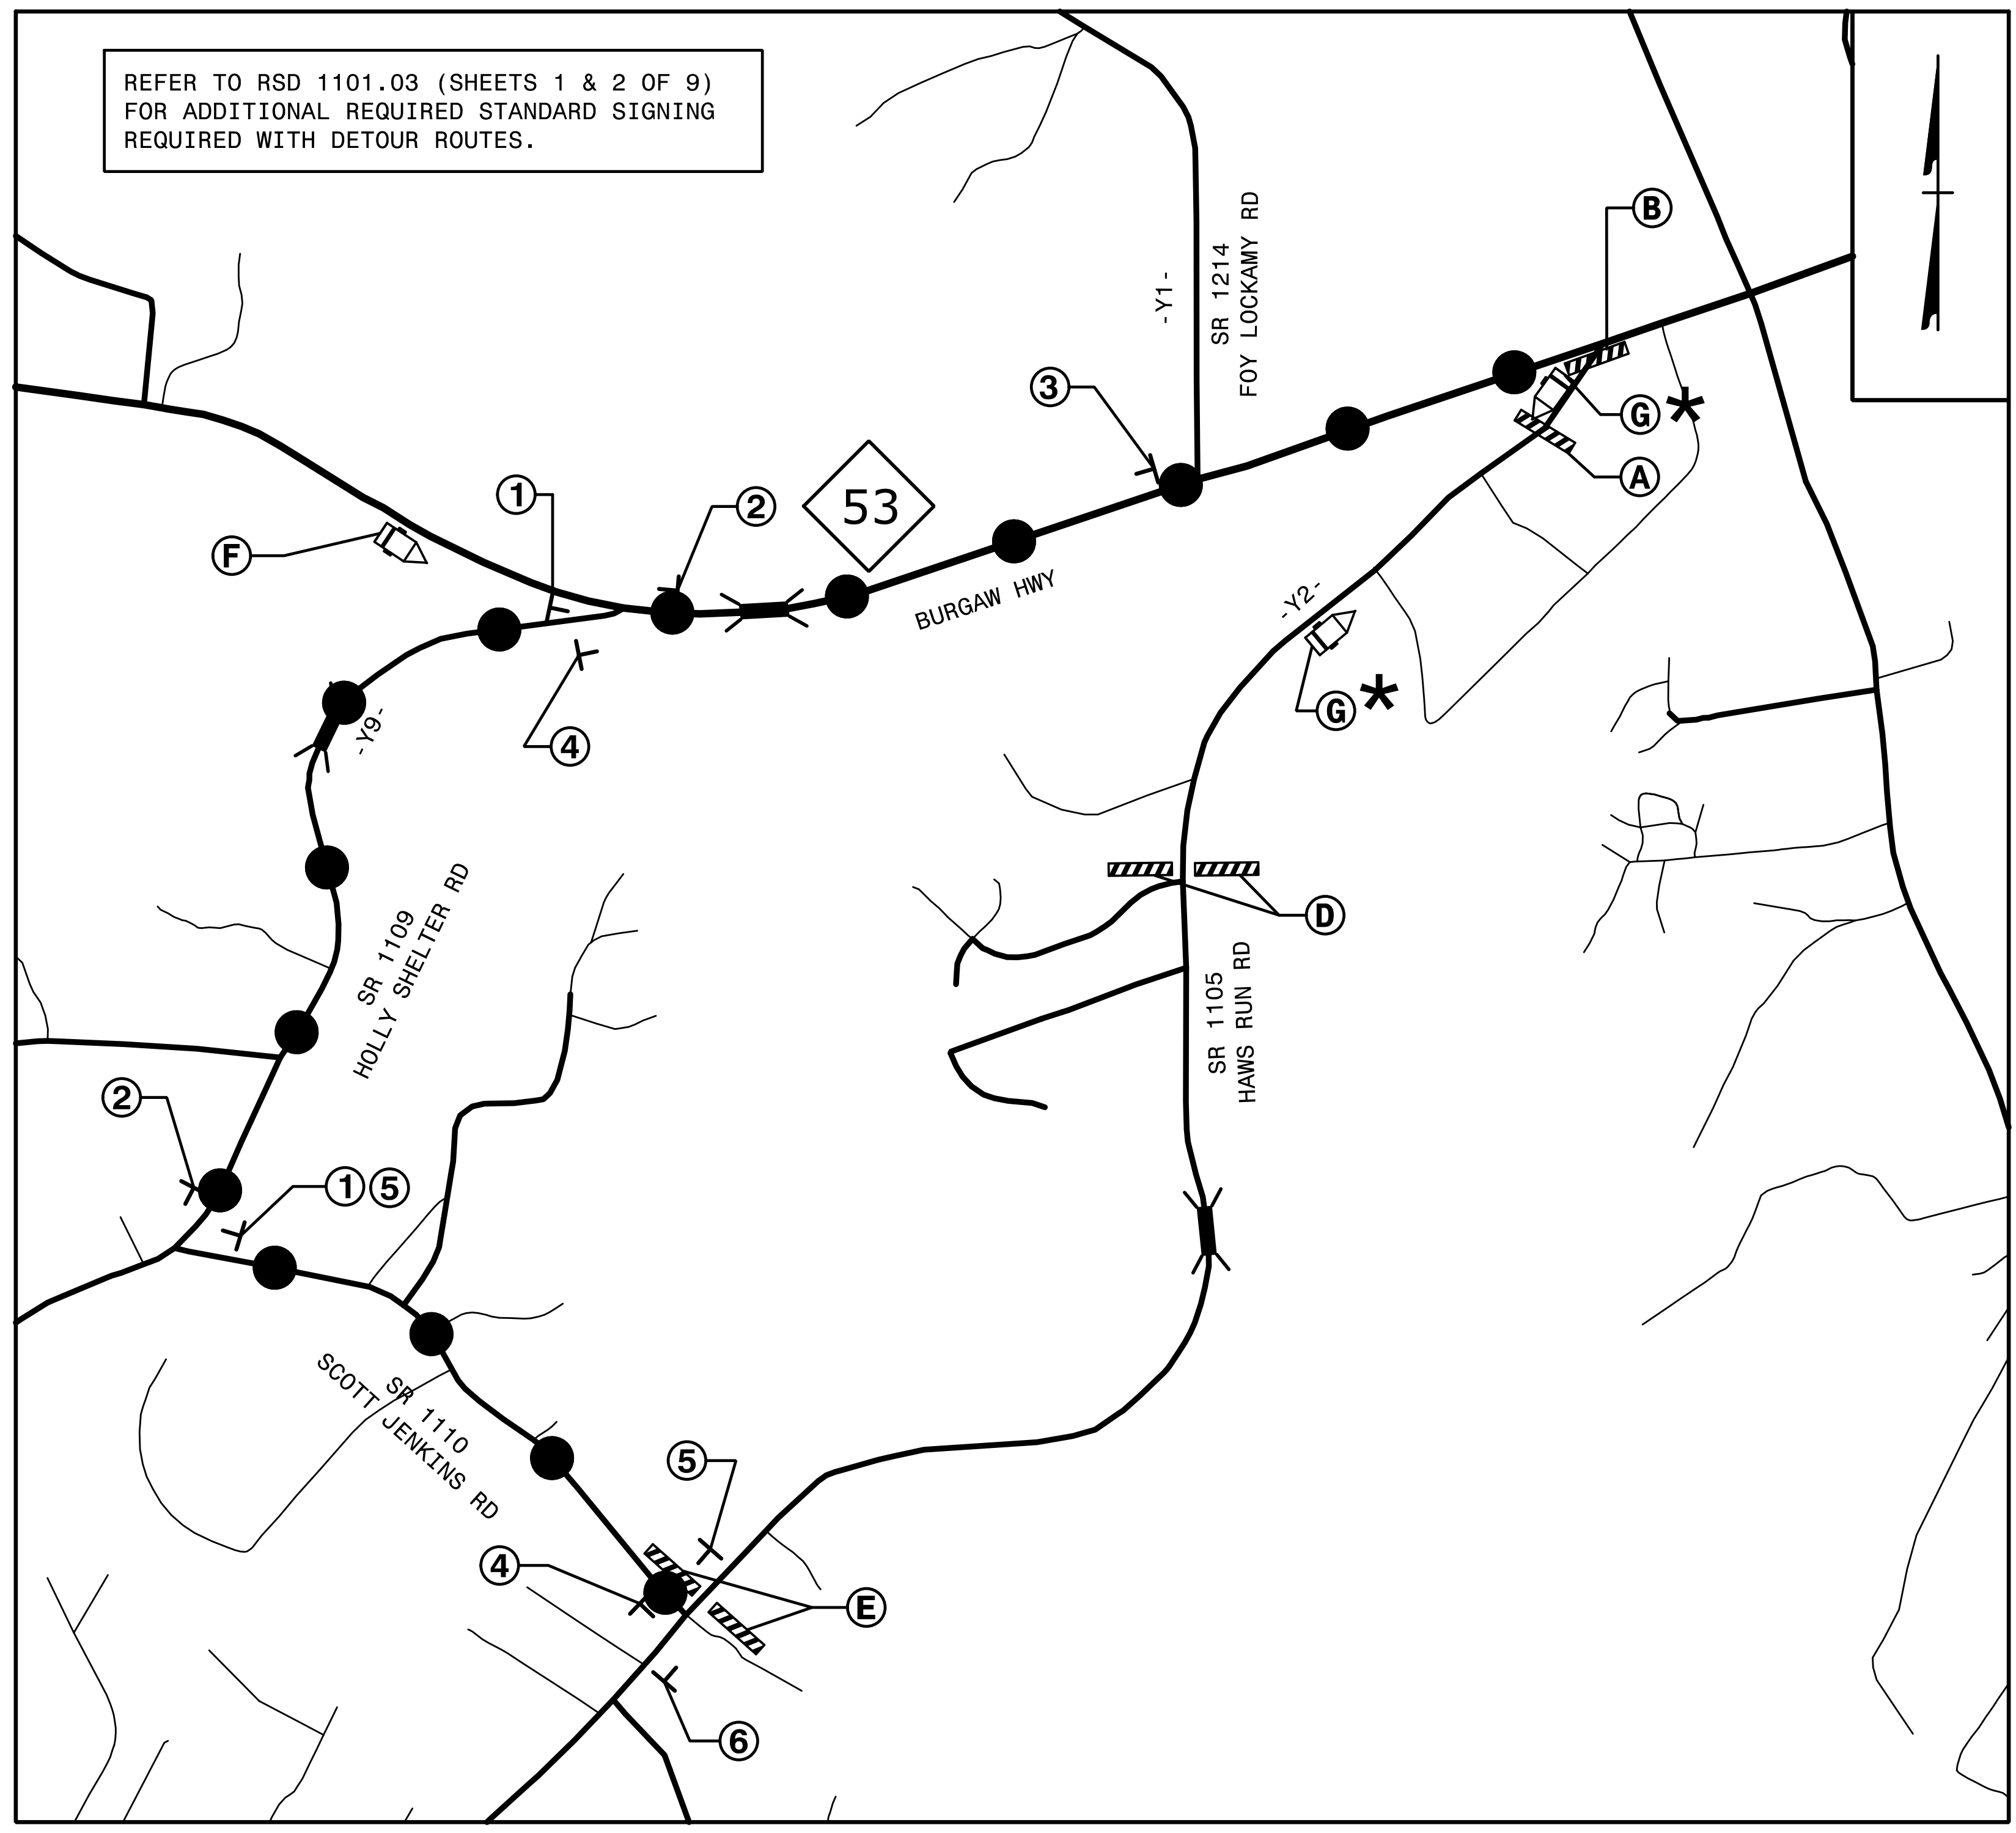 REFER TO RSD 1101.03 (SHEETS 1 & 2 OF 9)
FOR ADDITIONAL REQUIRED STANDARD SIGNING
REQUIRED WITH DETOUR ROUTES.
B
-Y1-
SR 1214
FOY LOCKAMY RD
3
G *
A
1
2
53
F
BURGAW HWY
-Y2-
G *
-Y9-
4
D
SR 1109
HOLLY SHELTER RD
SR 1105
HAWS RUN RD
2
1 5
SR 1110
SCOTT JENKINS RD
5
4
E
6